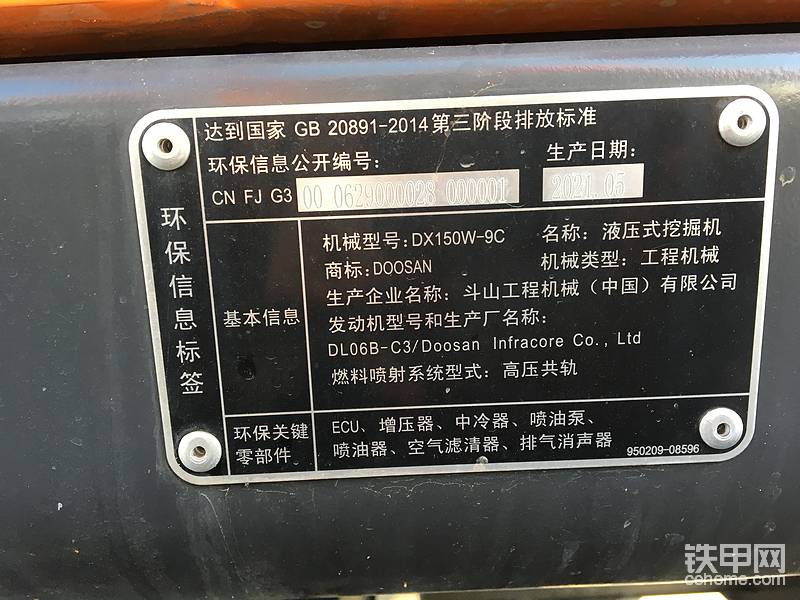 达到国家 GB 20891-2014第三阶段排放标准
环保信息公开编号:
生产日期:
CN FJ G3 00 0629000028 000001
2021.05
环保信息标签
基本信息
机械型号:DX150W-9C 名称:液压式挖掘机
商标:DOOSAN 机械类型:工程机械
生产企业名称:斗山工程机械(中国)有限公司
发动机型号和生产厂名称:
DL06B-C3/Doosan Infracore Co., Ltd
燃料喷射系统型式:高压共轨
环保关键
零部件
ECU、增压器、中冷器、喷油泵、
喷油器、空气滤清器、排气消声器
950209-08596
铁甲网
cehome.com